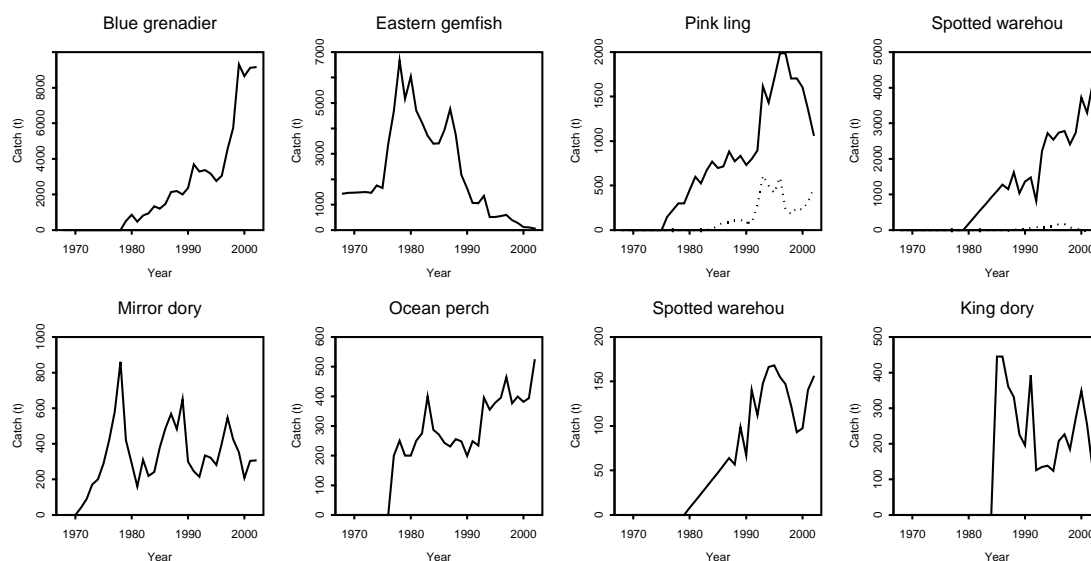 Blue grenadier
Eastern gemfish
Pink ling
Spotted warehou
Catch (t)
0 2000 4000 6000 8000
1970 1980 1990 2000
Year
Catch (t)
0 1000 3000 5000 7000
1970 1980 1990 2000
Year
Catch (t)
0 500 1000 1500 2000
1970 1980 1990 2000
Year
Catch (t)
0 1000 2000 3000 4000 5000
1970 1980 1990 2000
Year
Mirror dory
Ocean perch
Spotted warehou
King dory
Catch (t)
0 200 400 600 800 1000
1970 1980 1990 2000
Year
Catch (t)
0 100 200 300 400 500 600
1970 1980 1990 2000
Year
Catch (t)
0 50 100 150 200
1970 1980 1990 2000
Year
Catch (t)
0 100 200 300 400 500
1970 1980 1990 2000
Year